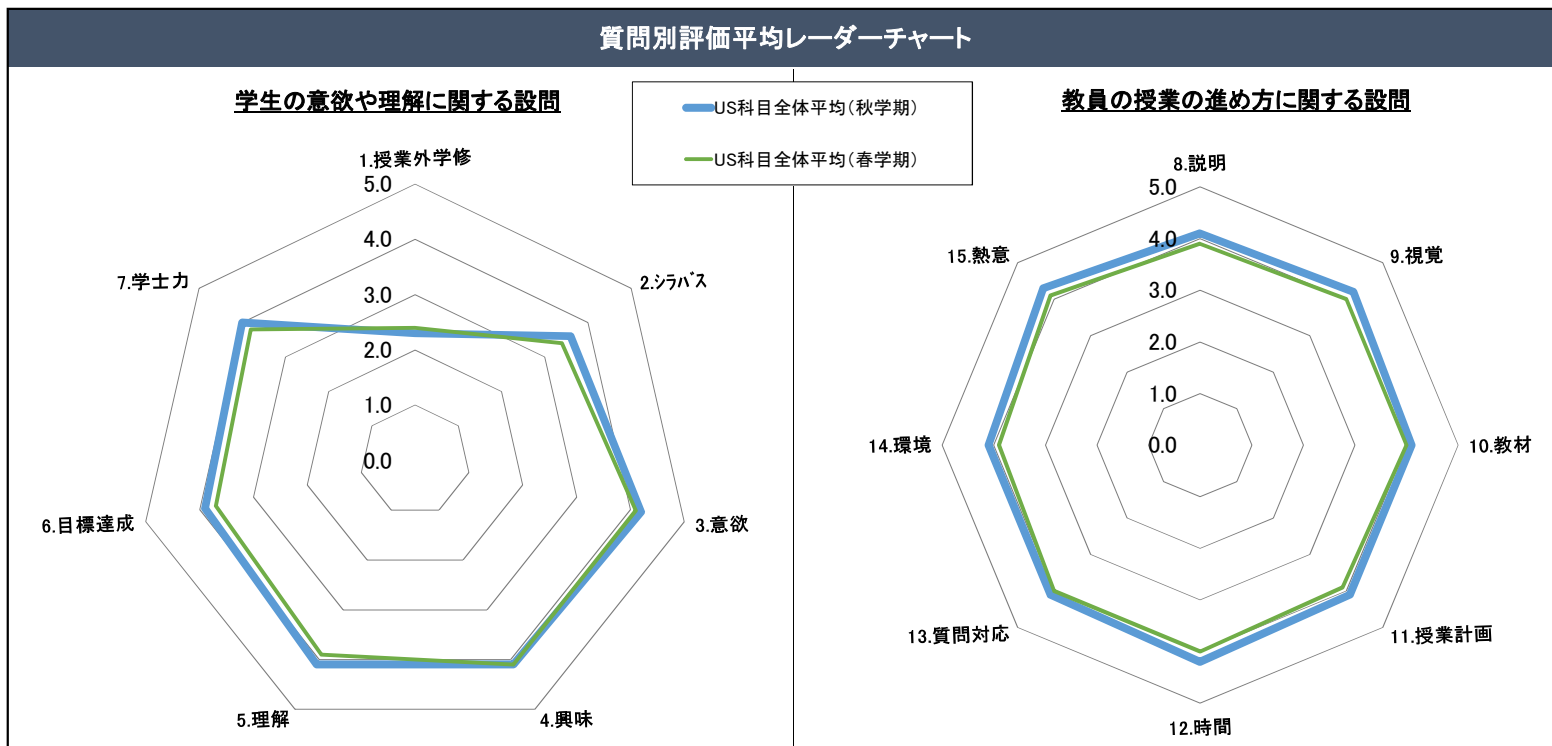 質問別評価平均レーダーチャート
学生の意欲や理解に関する設問
US科目全体平均（秋学期）
US科目全体平均（春学期）
教員の授業の進め方に関する設問
1.授業外学修
2.ｼﾗﾊﾞｽ
3.意欲
4.興味
5.理解
6.目標達成
7.学士力
5.0
4.0
3.0
2.0
1.0
0.0
8.説明
9.視覚
10.教材
11.授業計画
12.時間
13.質問対応
14.環境
15.熱意
5.0
4.0
3.0
2.0
1.0
0.0